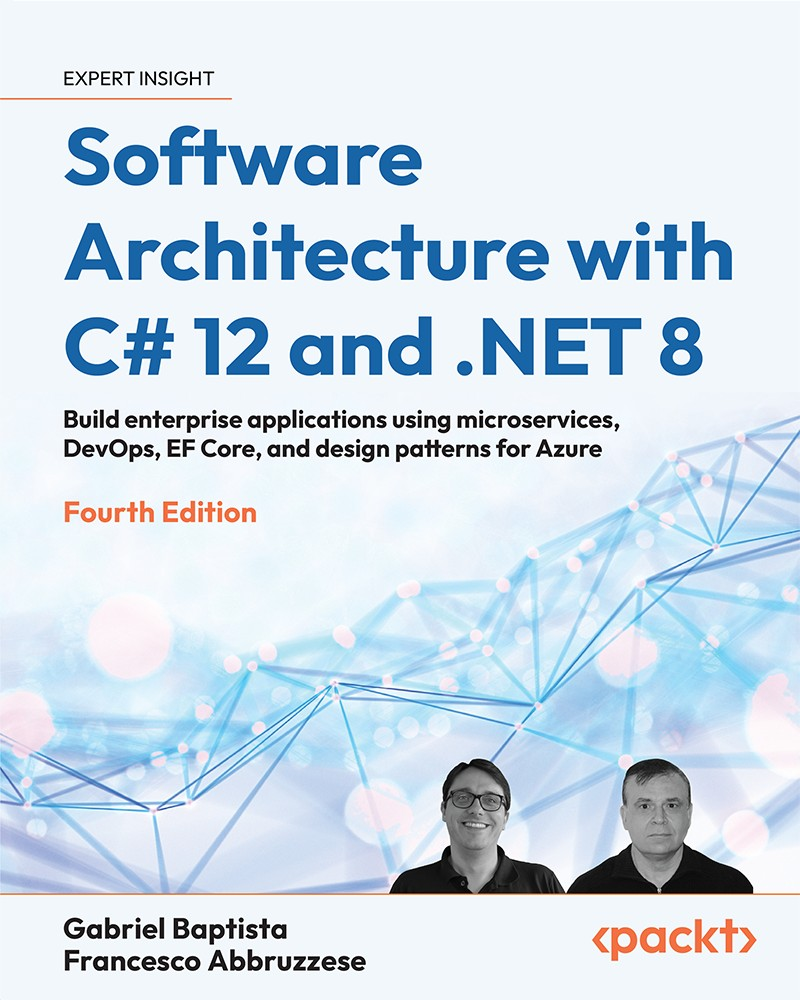 EXPERT INSIGHT
Software
Architecture with
C# 12 and .NET 8
Build enterprise applications using microservices,
DevOps, EF Core, and design patterns for Azure
Fourth Edition
Gabriel Baptista
Francesco Abbruzzese
<packt>